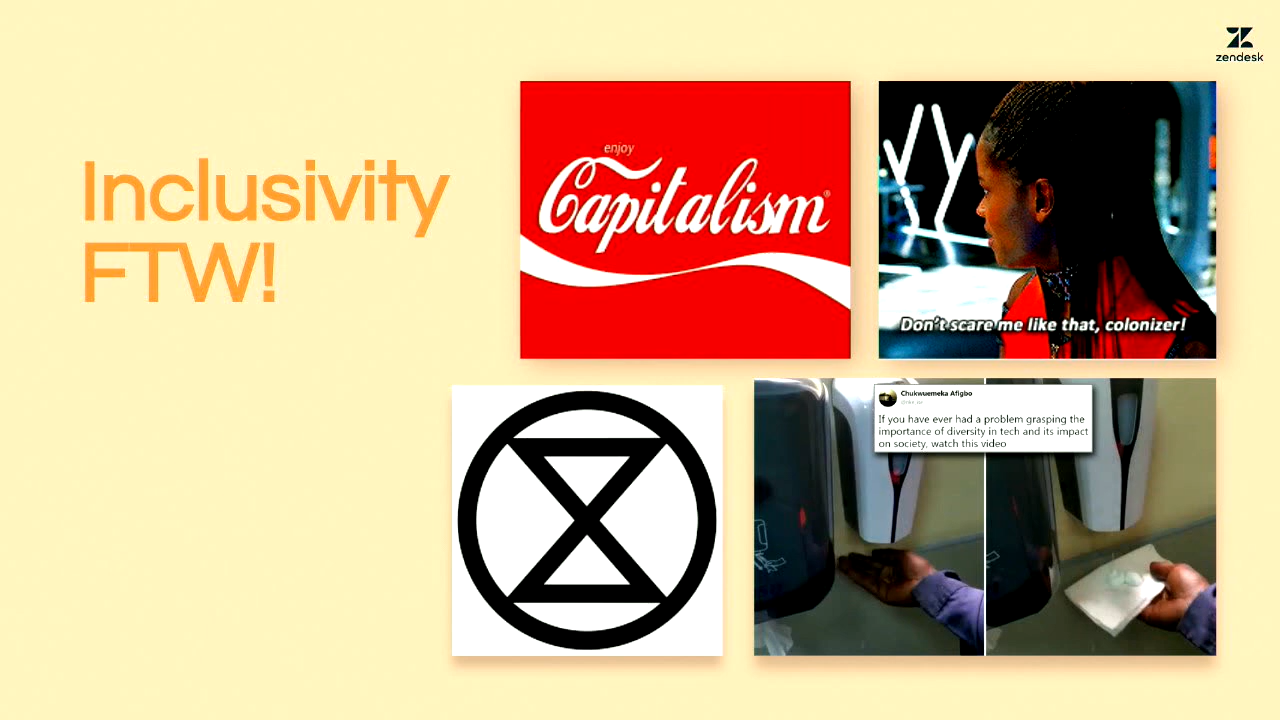 zendesk
Inclusivity
FTW!
enjoy
Capitalism®
Don't scare me like that, colonizer!
Chukwuemeka Afigbo
If you have ever had a problem grasping the
importance of diversity in tech and its impact
on society, watch this video